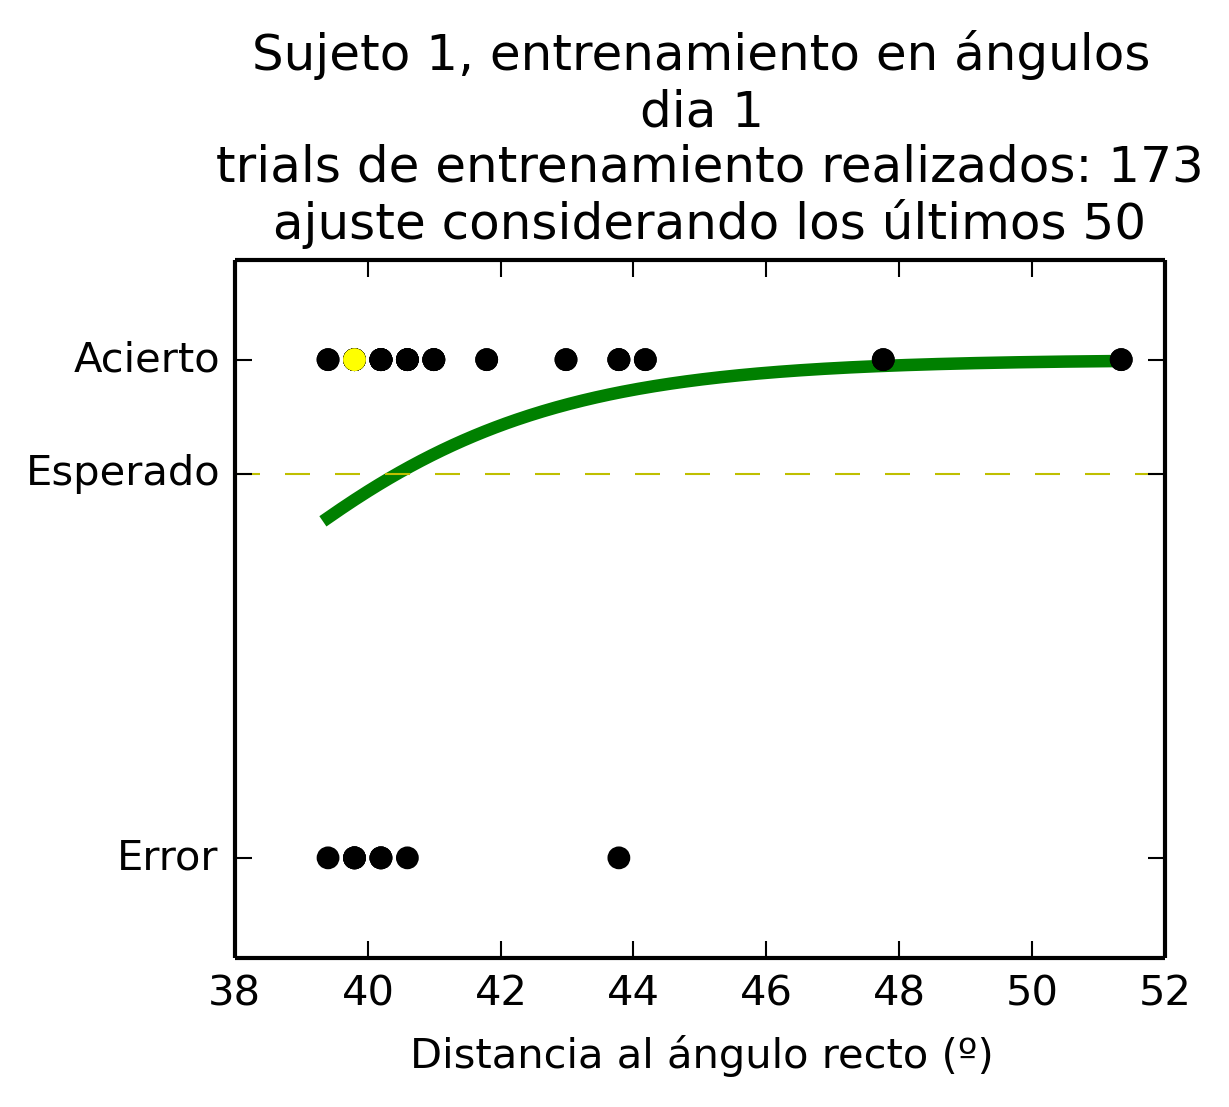 Sujeto 1, entrenamiento en ángulos
dia 1
trials de entrenamiento realizados: 173
ajuste considerando los últimos 50
Acierto
Esperado
Error
38 40 42 44 46 48 50 52
Distancia al ángulo recto (º)